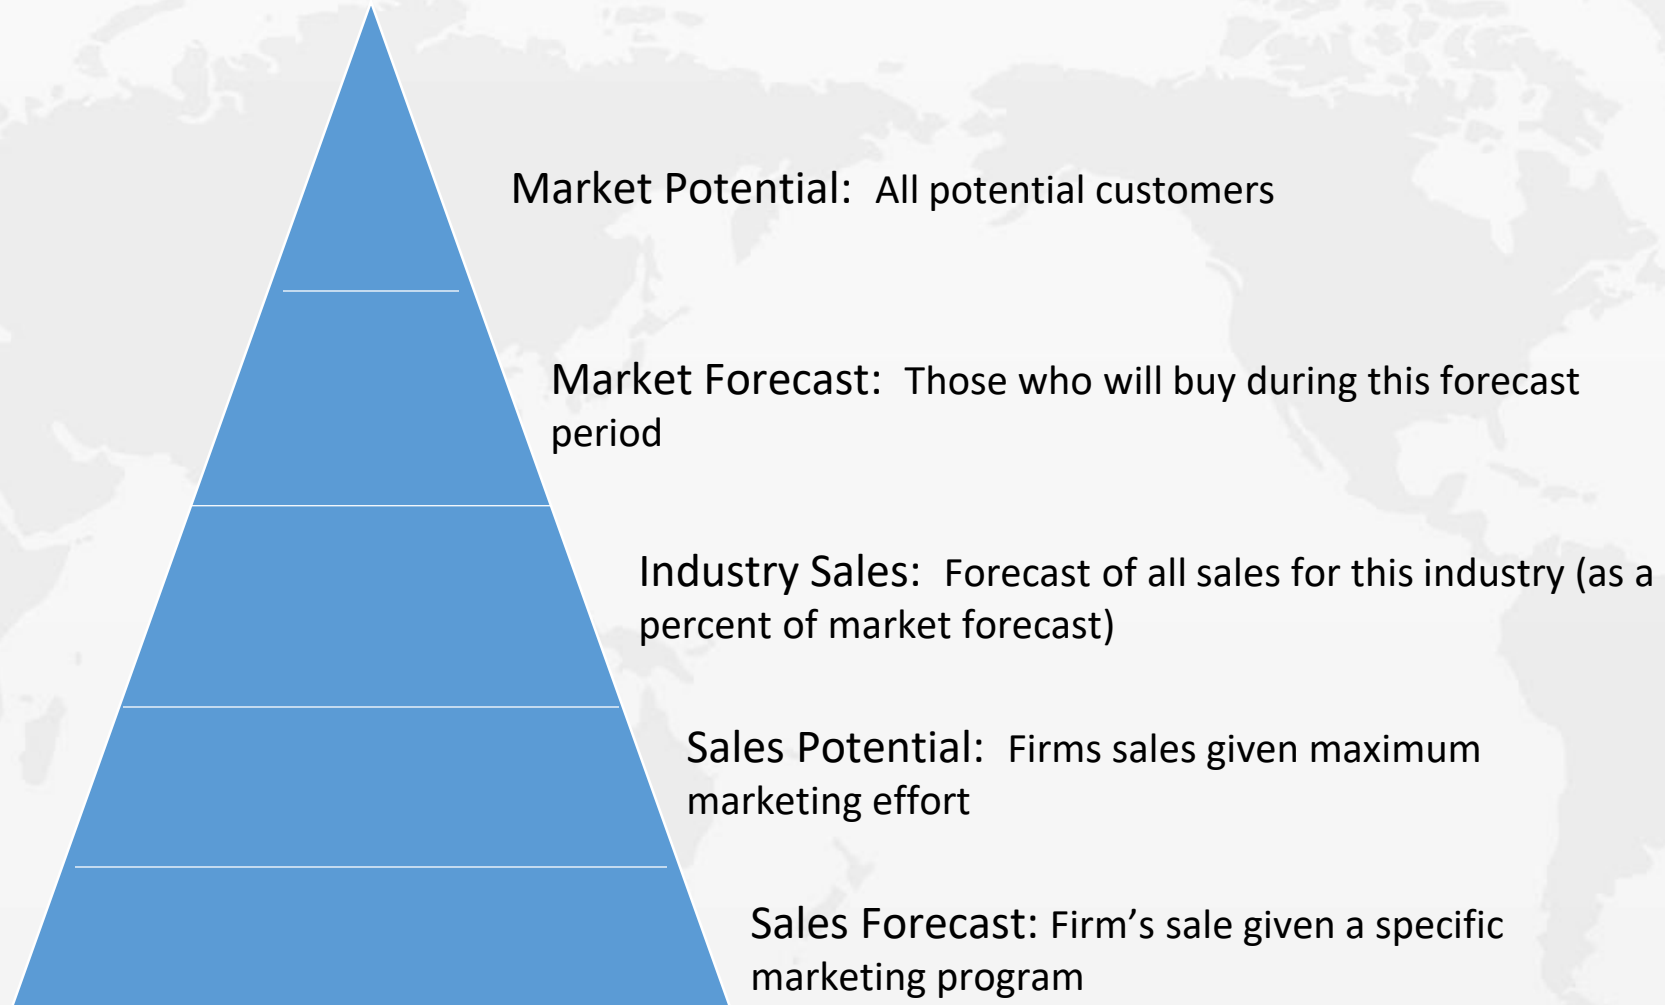 Market Potential: All potential customers
Market Forecast: Those who will buy during this forecast
period
Industry Sales: Forecast of all sales for this industry (as a
percent of market forecast)
Sales Potential: Firms sales given maximum
marketing effort
Sales Forecast: Firm’s sale given a specific
marketing program